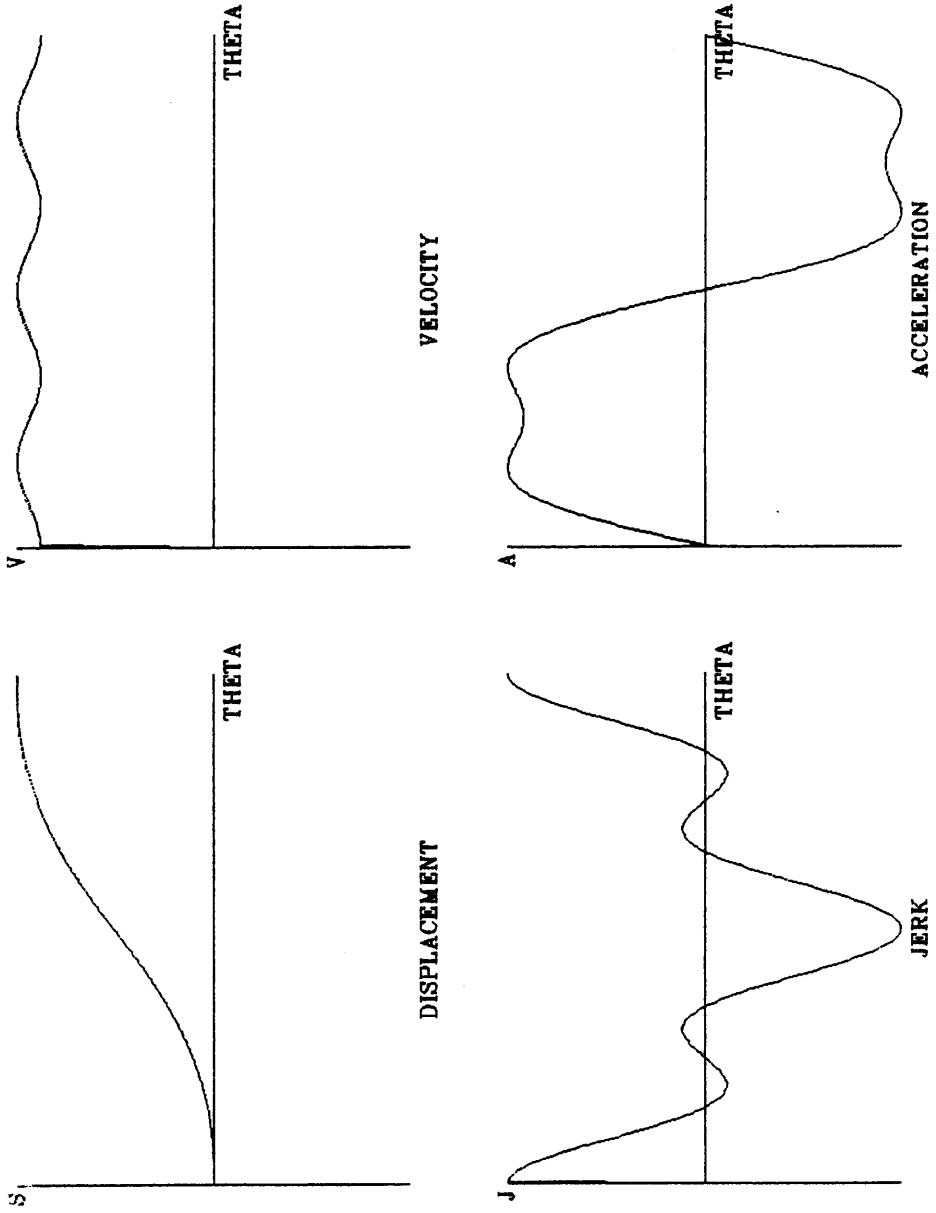 S
THETA
DISPLACEMENT
V
THETA
VELOCITY
J
THETA
JERK
A
THETA
ACCELERATION